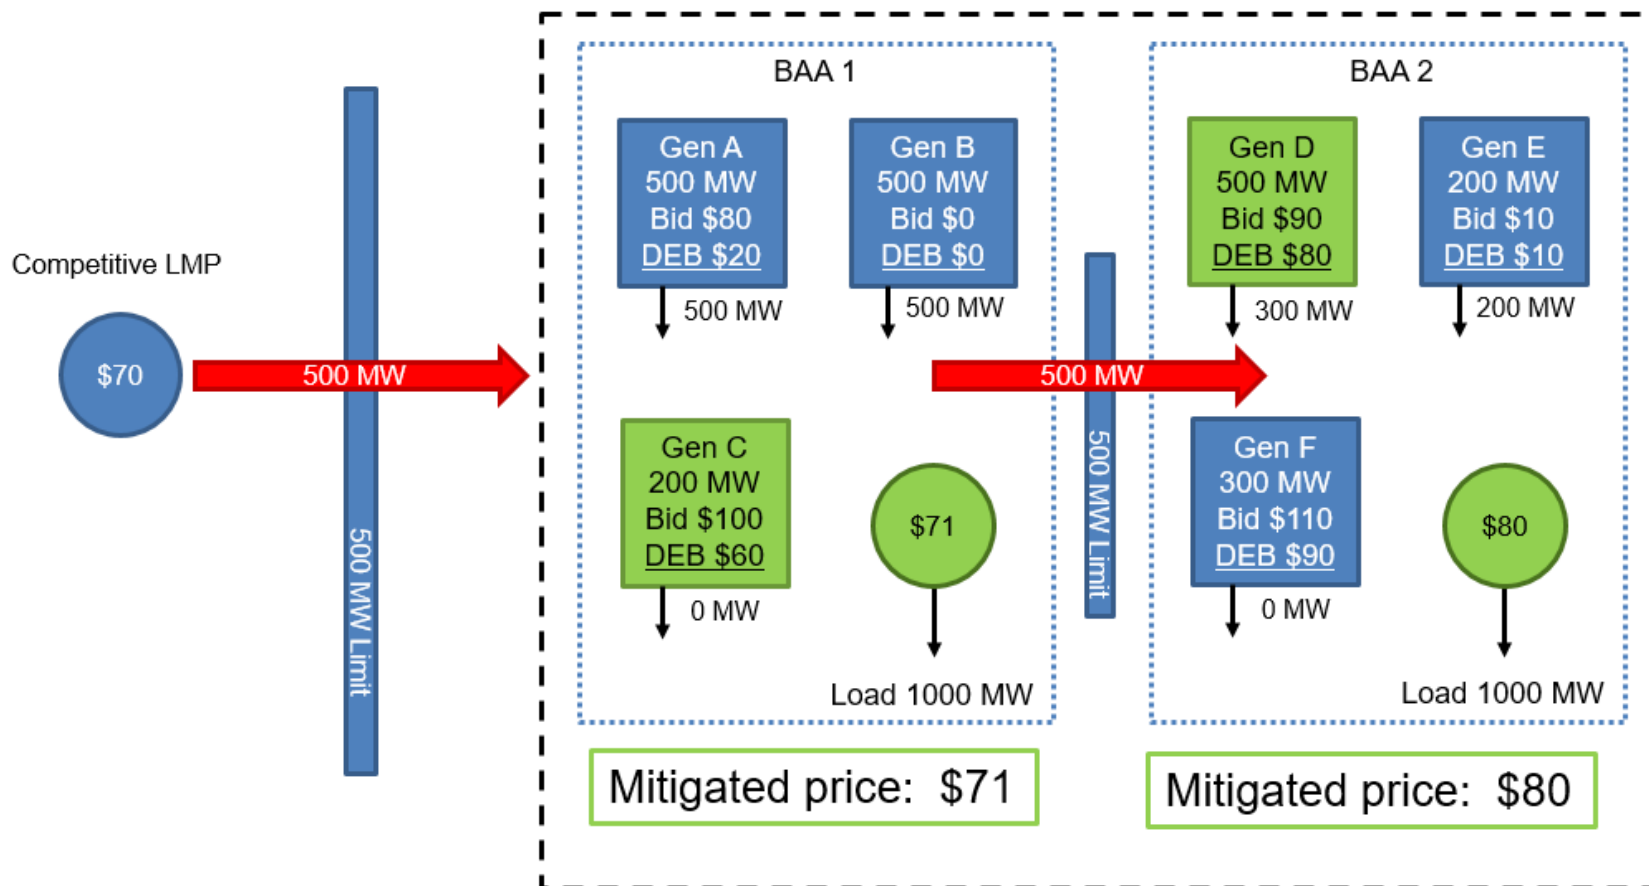 Competitive LMP
$70
500 MW
500 MW Limit
BAA 1
Gen A
500 MW
Bid $80
DEB $20
500 MW
Gen B
500 MW
Bid $0
DEB $0
500 MW
Gen C
200 MW
Bid $100
DEB $60
0 MW
$71
Load 1000 MW
Mitigated price: $71
500 MW
500 MW Limit
BAA 2
Gen D
500 MW
Bid $90
DEB $80
300 MW
Gen E
200 MW
Bid $10
DEB $10
200 MW
Gen F
300 MW
Bid $110
DEB $90
0 MW
$80
Load 1000 MW
Mitigated price: $80